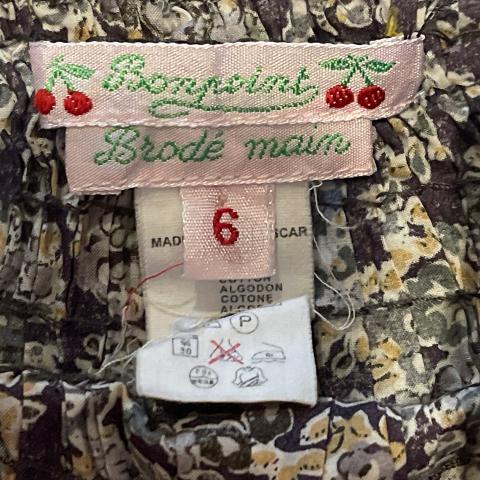 Bonpoint
Brodé main
6
MAD SCAR
COTTON
ALGODON
COTONE
P